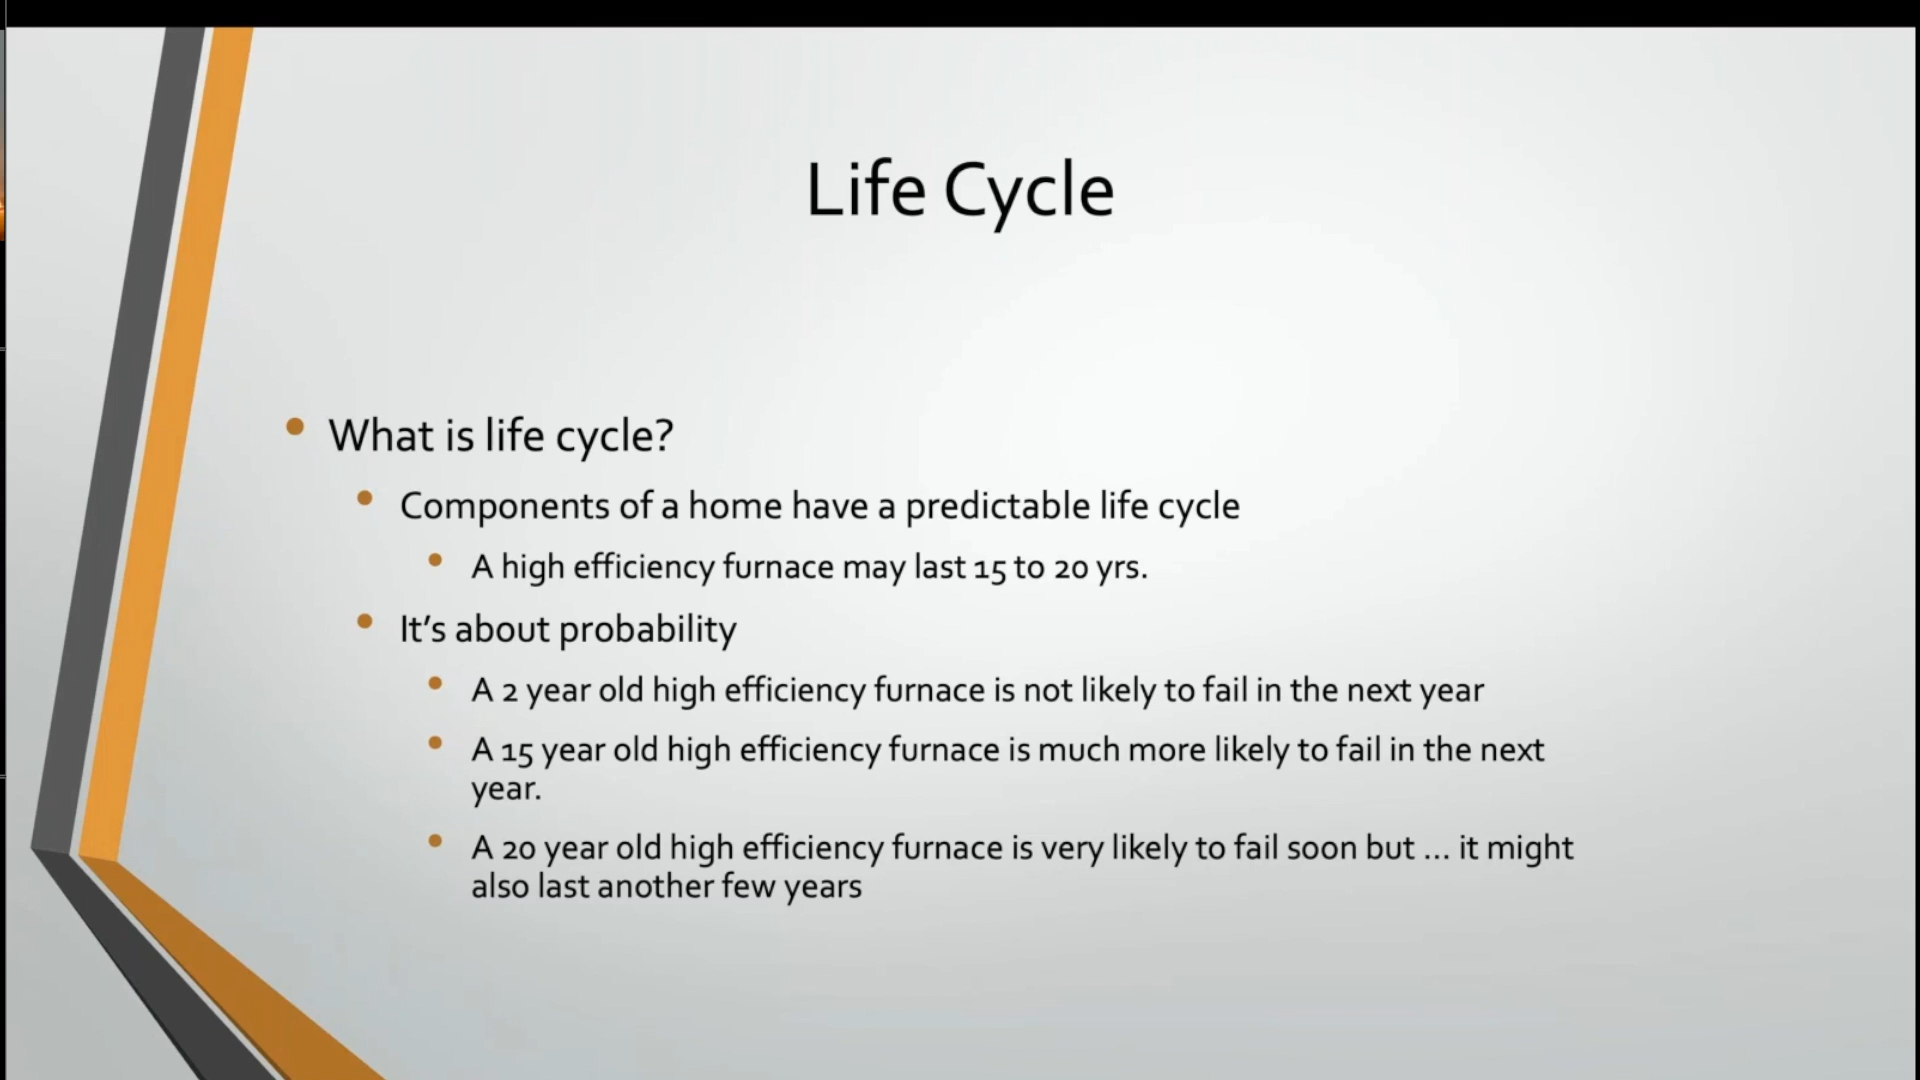 Life Cycle
What is life cycle?
Components of a home have a predictable life cycle
A high efficiency furnace may last 15 to 20 yrs.
It’s about probability
A 2 year old high efficiency furnace is not likely to fail in the next year
A 15 year old high efficiency furnace is much more likely to fail in the next
year.
A 20 year old high efficiency furnace is very likely to fail soon but ... it might
also last another few years